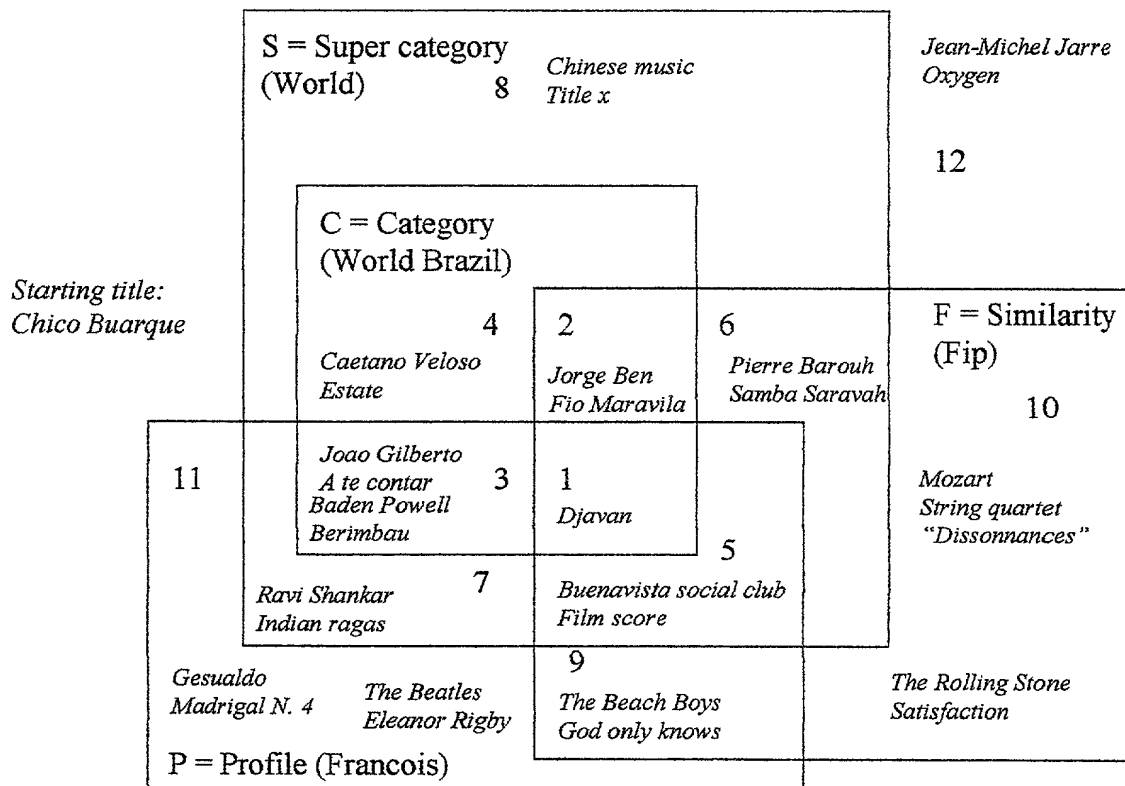 S = Super category
(World)
8
Chinese music
Title x
Jean-Michel Jarre
Oxygen
12
C = Category
(World Brazil)
Starting title:
Chico Buarque
4
2
6
F = Similarity
(Fip)
Caetano Veloso
Estate
Jorge Ben
Fio Maravila
Pierre Barouh
Samba Saravah
10
11
Joao Gilberto
A te contar
Baden Powell
Berimbau
3
1
Djavan
Mozart
String quartet
“Dissonnances”
5
Ravi Shankar
Indian ragas
7
Buenavista social club
Film score
9
Gesualdo
Madrigal N. 4
The Beatles
Eleanor Rigby
The Beach Boys
God only knows
The Rolling Stone
Satisfaction
P = Profile (Francois)